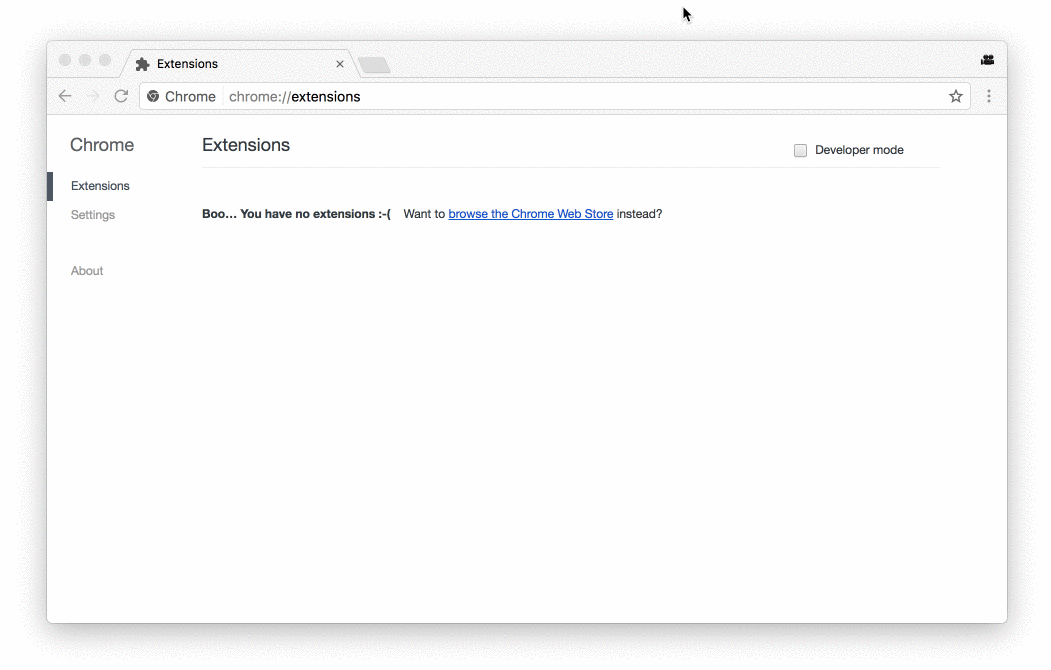 Extensions
Chrome chrome://extensions
Chrome
Extensions
Settings
About
Extensions
Developer mode
Boo… You have no extensions :-( Want to browse the Chrome Web Store instead?